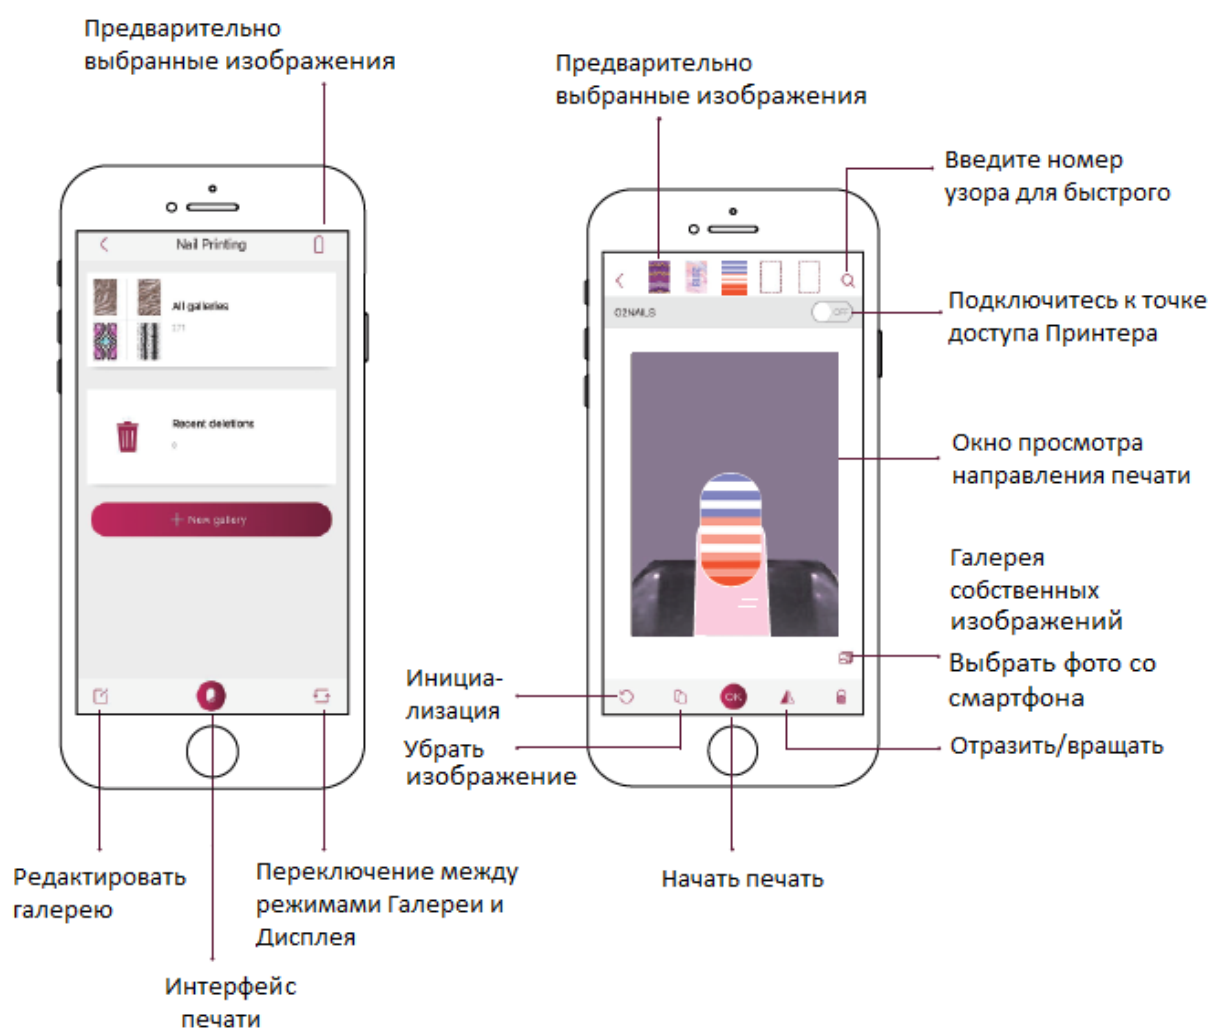 Предварительно
выбранные изображения
Nail Printing
All galleries
171
Recent deletions
0
+ New gallery
Редактировать
галерею
Интерфейс
печати
Переключение между
режимами Галереи и
Дисплея
Предварительно
выбранные изображения
Введите номер
узора для быстрого
O2NAILS
OFF
Подключитесь к точке
доступа Принтера
Окно просмотра
направления печати
Галерея
собственных
изображений
Выбрать фото со
смартфона
Инициа-
лизация
Убрать
изображение
OK
Отразить/вращать
Начать печать